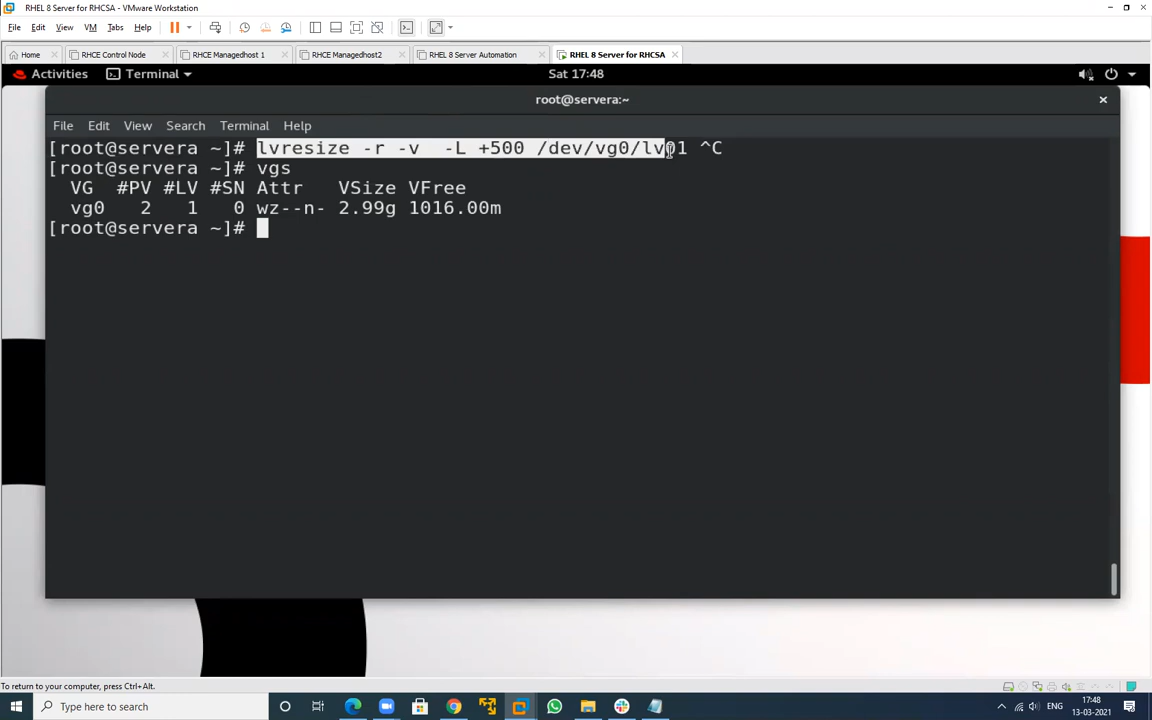 RHEL 8 Server for RHCSA - VMware Workstation
File Edit View VM Tabs Help
Home RHCE Control Node RHCE Managedhost 1 RHCE Managedhost2 RHEL 8 Server Automation RHEL 8 Server for RHCSA
Activities Terminal Sat 17:48
root@servera:~
File Edit View Search Terminal Help
[root@servera ~]# lvresize -r -v  -L +500 /dev/vg0/lv01 ^C
[root@servera ~]# vgs
VG #PV #LV #SN Attr VSize VFree
vg0 2 1 0 wz--n- 2.99g 1016.00m
[root@servera ~]#
To return to your computer, press Ctrl+Alt.
Type here to search
ENG
17:48
13-03-2021